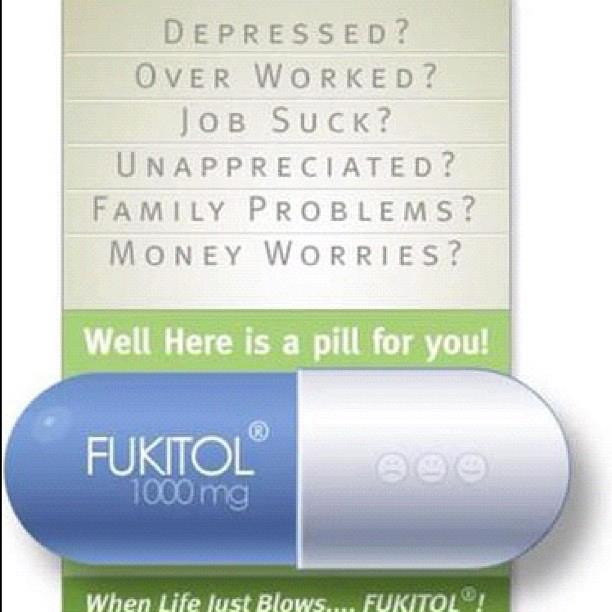 DEPRESSED?
OVER WORKED?
JOB SUCK?
UNAPPRECIATED?
FAMILY PROBLEMS?
MONEY WORRIES?
Well Here is a pill for you!
FUKITOL®
1000 mg
When Life Just Blows.... FUKITOL®!